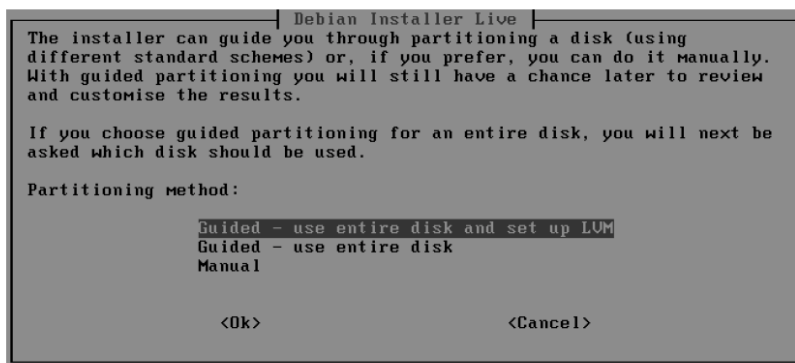 Debian Installer Live
The installer can guide you through partitioning a disk (using
different standard schemes) or, if you prefer, you can do it manually.
With guided partitioning you will still have a chance later to review
and customise the results.
If you choose guided partitioning for an entire disk, you will next be
asked which disk should be used.
Partitioning method:
Guided - use entire disk and set up LVM
Guided - use entire disk
Manual
<Ok> <Cancel>